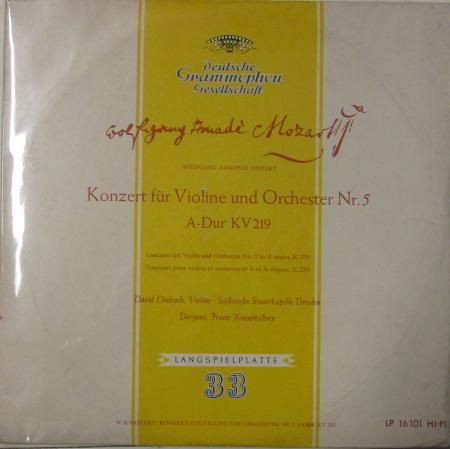 Deutsche
Grammophon
Gesellschaft
Wolfgang Amadè Mozart
WOLFGANG AMADEUS MOZART
Konzert für Violine und Orchester Nr. 5
A-Dur KV 219
Concerto for Violin and Orchestra No. 5 in A major, K. 219
Concerto pour violon et orchestre nº 5 en la majeur, K. 219
David Oistrach, Violine - Sächsische Staatskapelle Dresden
Dirigent: Franz Konwitschny
LANGSPIELPLATTE
33
W. A. MOZART: KONZERT FÜR VIOLINE UND ORCHESTER NR. 5 A-DUR, KV 219
LP 16101 HI-FI